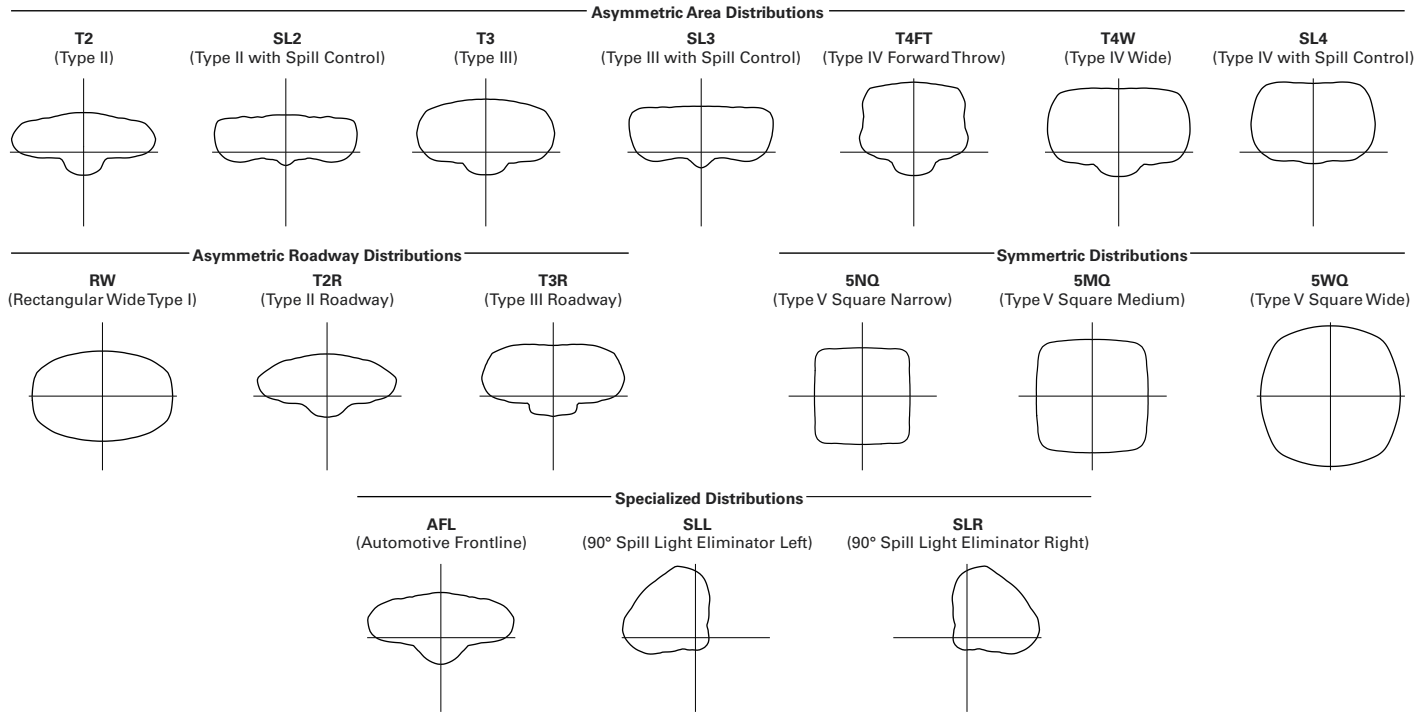 Asymmetric Area Distributions
T2
(Type II)
SL2
(Type II with Spill Control)
T3
(Type III)
SL3
(Type III with Spill Control)
T4FT
(Type IV Forward Throw)
T4W
(Type IV Wide)
SL4
(Type IV with Spill Control)
Asymmetric Roadway Distributions
RW
(Rectangular Wide Type I)
T2R
(Type II Roadway)
T3R
(Type III Roadway)
Symmertric Distributions
5NQ
(Type V Square Narrow)
5MQ
(Type V Square Medium)
5WQ
(Type V Square Wide)
Specialized Distributions
AFL
(Automotive Frontline)
SLL
(90° Spill Light Eliminator Left)
SLR
(90° Spill Light Eliminator Right)